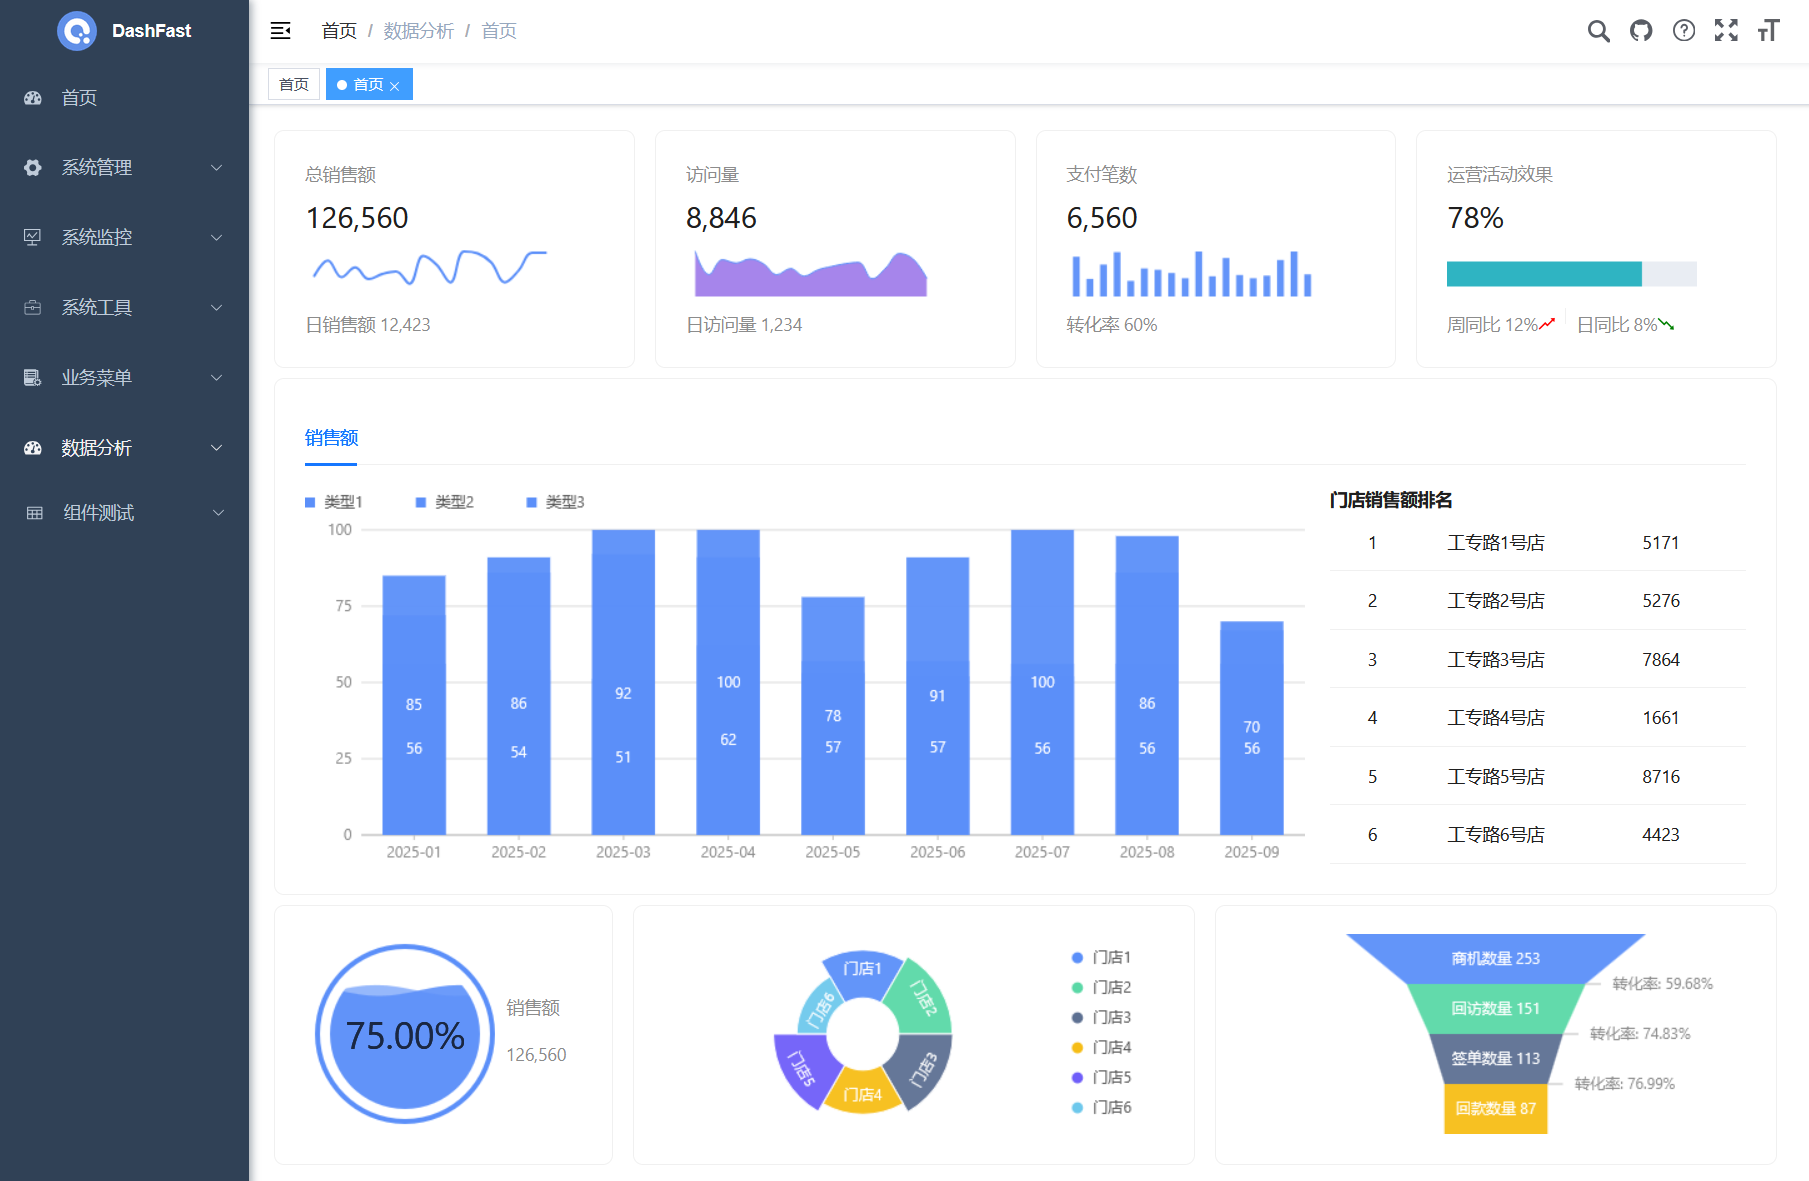 DashFast
首页
系统管理
系统监控
系统工具
业务菜单
数据分析
组件测试
首页 / 数据分析 / 首页
首页
首页
总销售额
126,560
日销售额 12,423
访问量
8,846
日访问量 1,234
支付笔数
6,560
转化率 60%
运营活动效果
78%
周同比 12% 日同比 8%
销售额
类型1 类型2 类型3
100
75
50
25
0
85
56
86
54
92
51
100
62
78
57
91
57
100
56
86
56
70
56
2025-01 2025-02 2025-03 2025-04 2025-05 2025-06 2025-07 2025-08 2025-09
门店销售额排名
1 工专路1号店 5171
2 工专路2号店 5276
3 工专路3号店 7864
4 工专路4号店 1661
5 工专路5号店 8716
6 工专路6号店 4423
75.00%
销售额
126,560
门店1
门店2
门店3
门店4
门店5
门店6
门店1
门店2
门店3
门店4
门店5
门店6
商机数量 253
转化率: 59.68%
回访数量 151
转化率: 74.83%
签单数量 113
转化率: 76.99%
回款数量 87